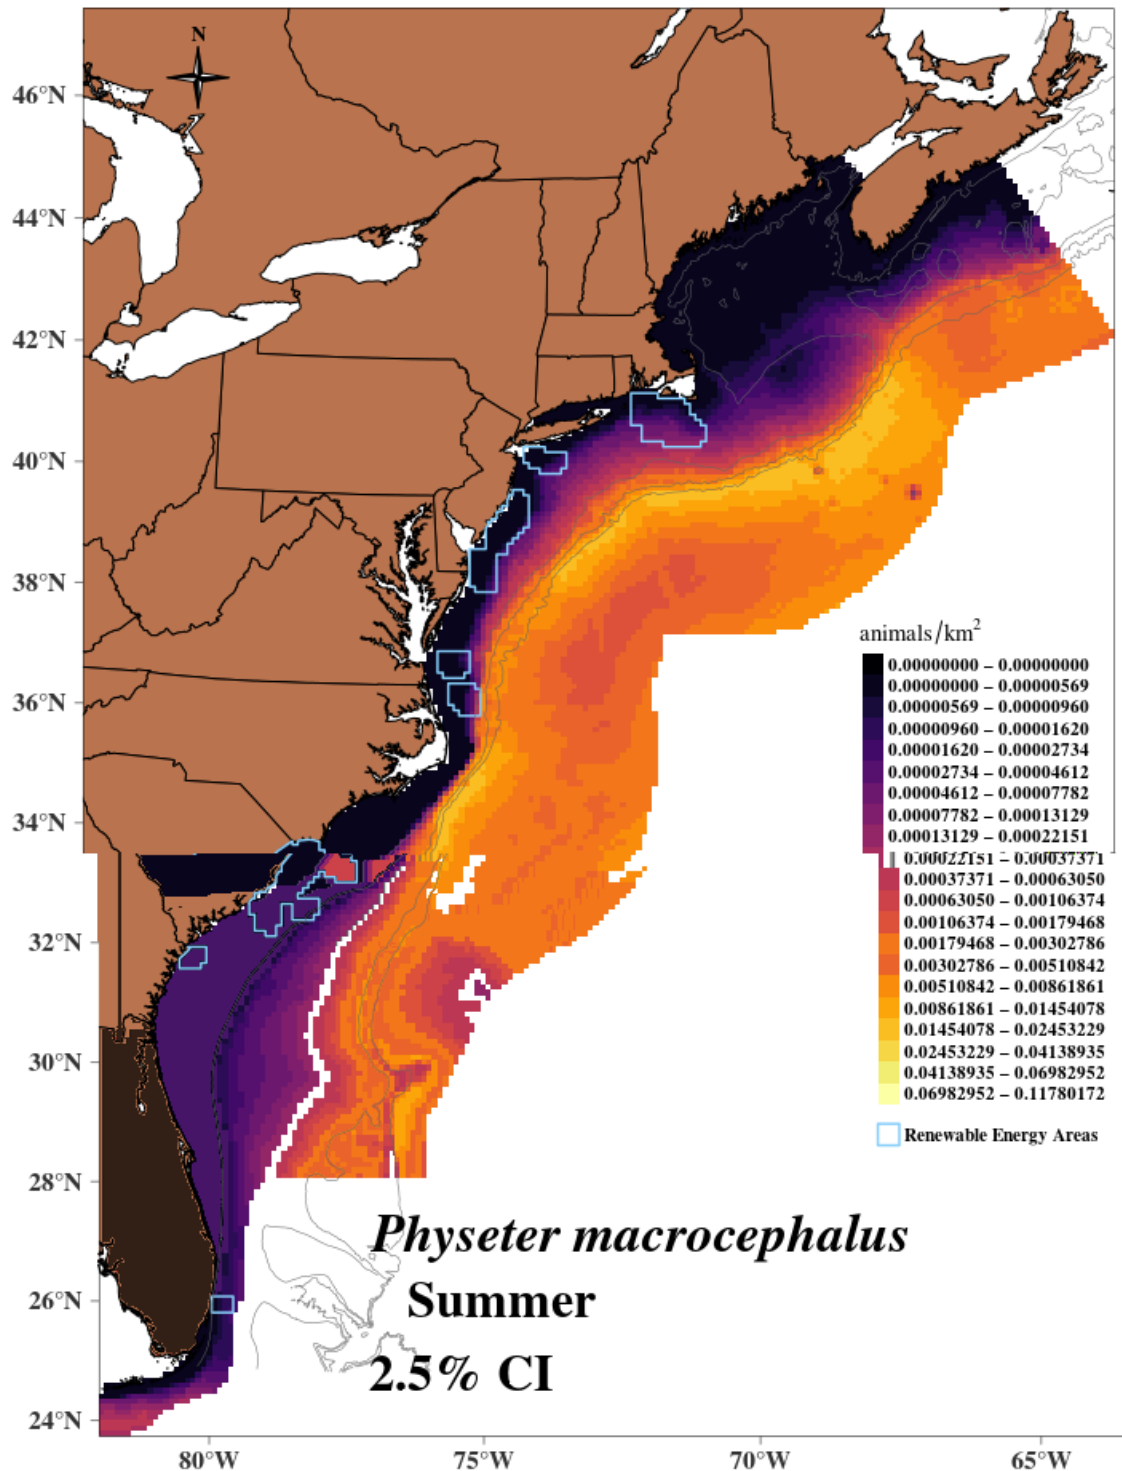 N
46°N
44°N
42°N
40°N
38°N
36°N
34°N
32°N
30°N
28°N
26°N
24°N
80°W
75°W
70°W
65°W
animals/km²
0.00000000 – 0.00000000
0.00000000 – 0.00000569
0.00000569 – 0.00000960
0.00000960 – 0.00001620
0.00001620 – 0.00002734
0.00002734 – 0.00004612
0.00004612 – 0.00007782
0.00007782 – 0.00013129
0.00013129 – 0.00022151
0.00022151 – 0.00037371
0.00037371 – 0.00063050
0.00063050 – 0.00106374
0.00106374 – 0.00179468
0.00179468 – 0.00302786
0.00302786 – 0.00510842
0.00510842 – 0.00861861
0.00861861 – 0.01454078
0.01454078 – 0.02453229
0.02453229 – 0.04138935
0.04138935 – 0.06982952
0.06982952 – 0.11780172
Renewable Energy Areas
Physeter macrocephalus
Summer
2.5% CI